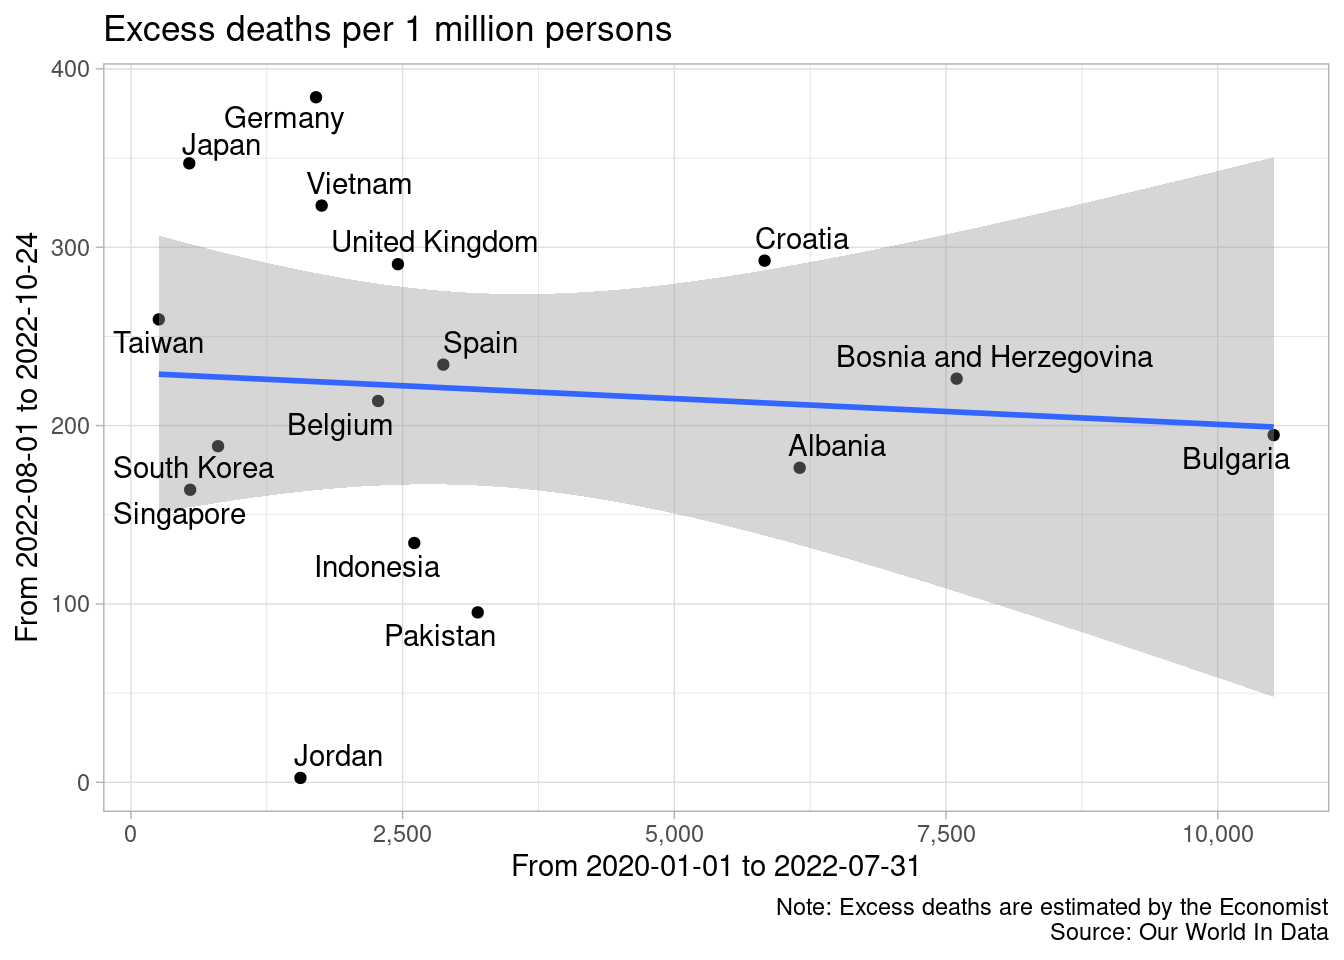 Excess deaths per 1 million persons
From 2022-08-01 to 2022-10-24
400
300
200
100
0
Germany
Japan
Vietnam
United Kingdom
Croatia
Taiwan
Spain
Bosnia and Herzegovina
Belgium
Albania
Bulgaria
South Korea
Singapore
Indonesia
Pakistan
Jordan
0
2,500
5,000
7,500
10,000
From 2020-01-01 to 2022-07-31
Note: Excess deaths are estimated by the Economist
Source: Our World In Data